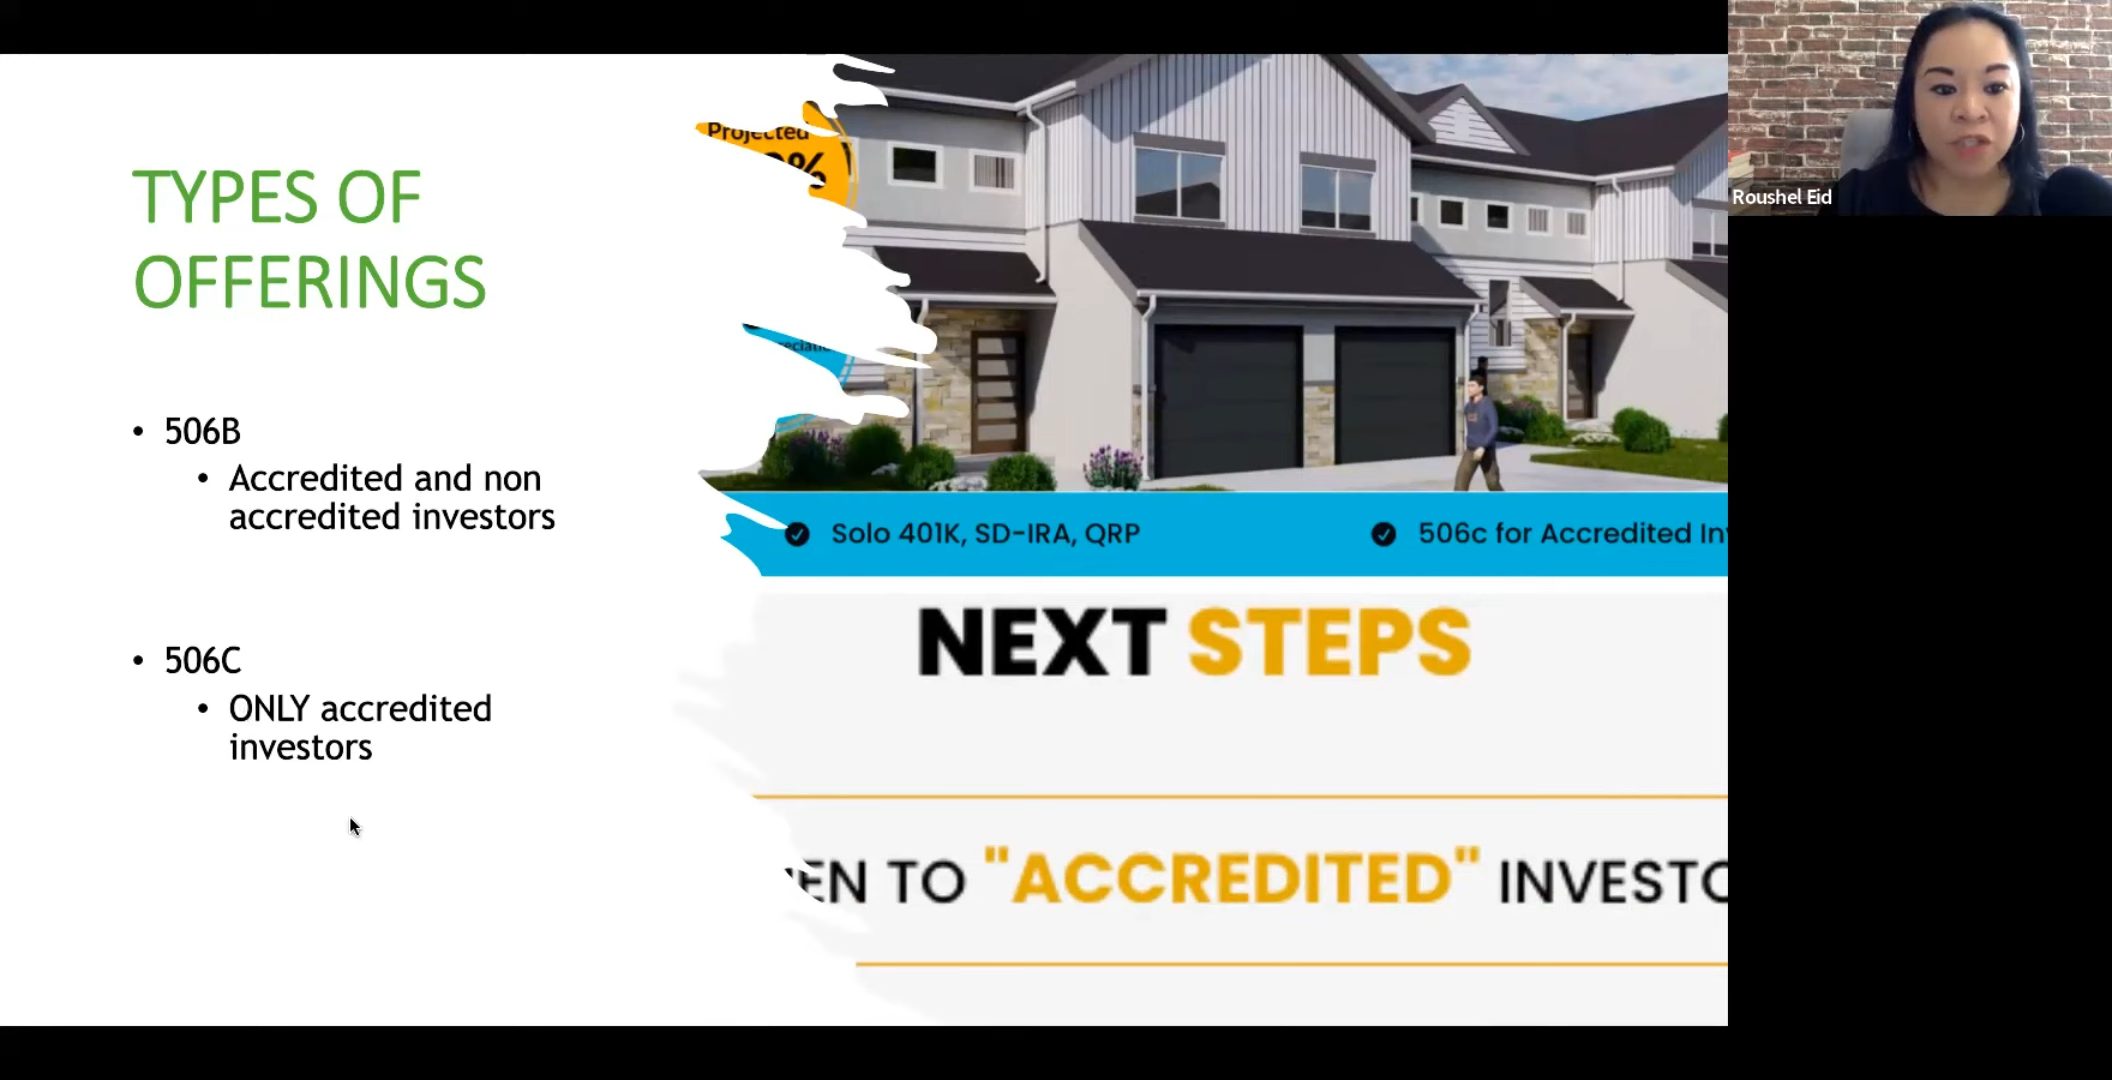 TYPES OF
OFFERINGS
• 506B
• Accredited and non
accredited investors
• 506C
• ONLY accredited
investors
Projected
%
Solo 401K, SD-IRA, QRP
506c for Accredited
NEXT STEPS
TO "ACCREDITED"
Roushel Eid